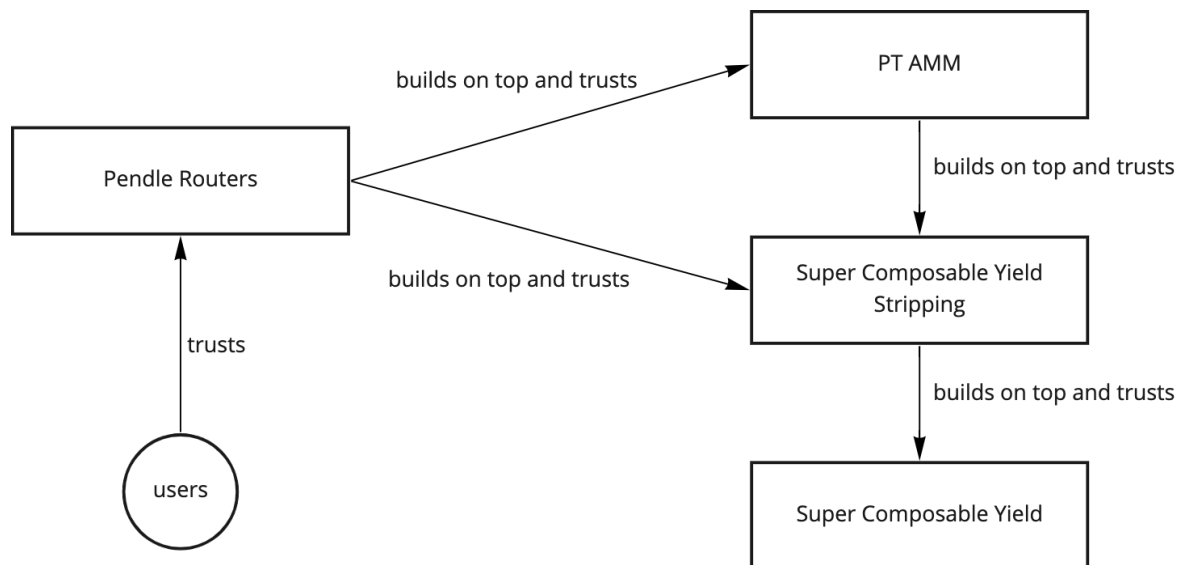 PT AMM
builds on top and trusts
Pendle Routers
builds on top and trusts
builds on top and trusts
Super Composable Yield
Stripping
trusts
builds on top and trusts
users
Super Composable Yield